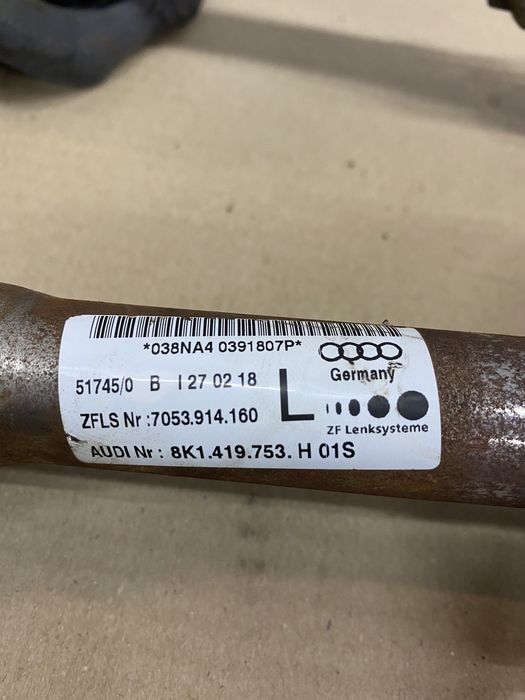 *038NA4 0391807P*
51745/0 B I 27 02 18
ZFLS Nr :7053.914.160
AUDI Nr : 8K1.419.753. H 01S
L
Germany
ZF Lenksysteme